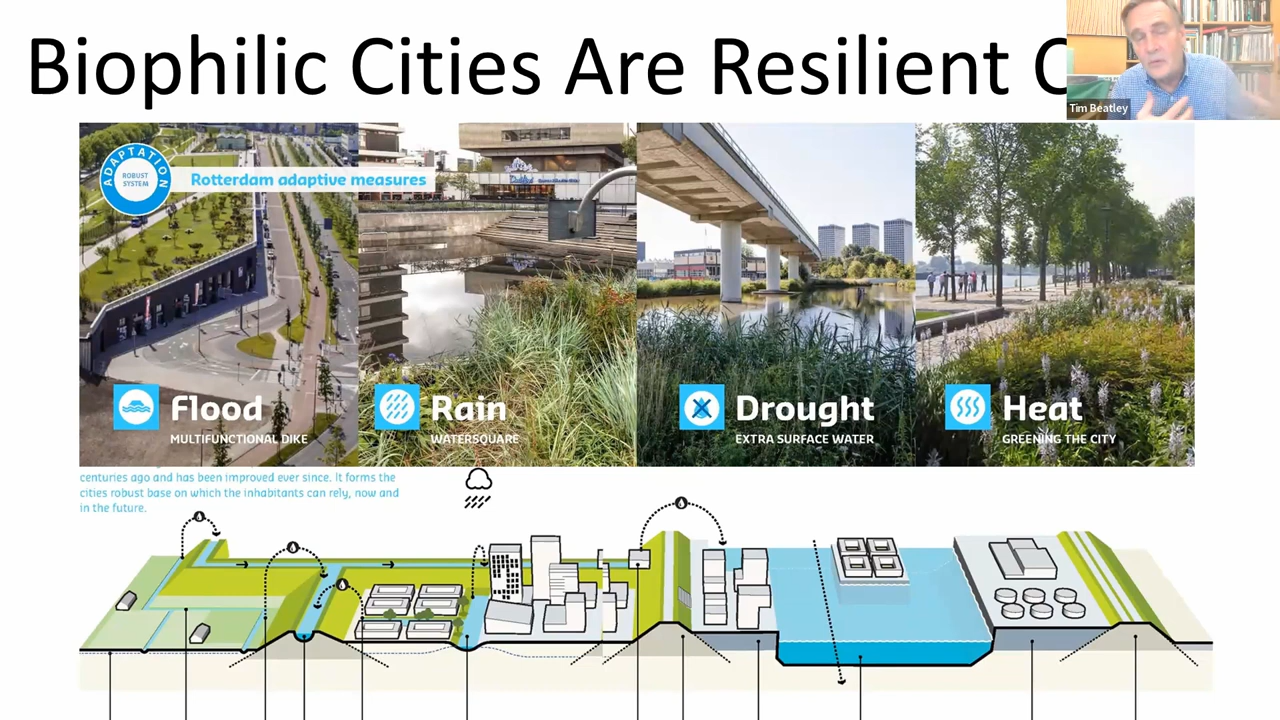 Biophilic Cities Are Resilient C
Tim Beatley
ADAPTATION
ROBUST
SYSTEM
Rotterdam adaptive measures
Flood
MULTIFUNCTIONAL DIKE
Rain
WATERSQUARE
Drought
EXTRA SURFACE WATER
Heat
GREENING THE CITY
centuries ago and has been improved ever since. It forms the
cities robust base on which the inhabitants can rely, now and
in the future.